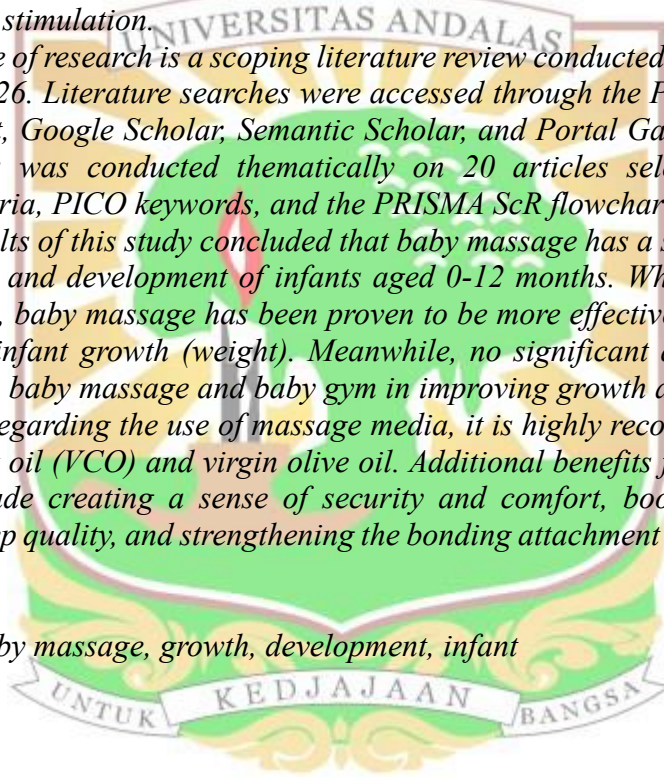 stimulation.
UNIVERSITAS ANDALAS
e of research is a scoping literature review conducted
26. Literature searches were accessed through the P
t, Google Scholar, Semantic Scholar, and Portal Ga
was conducted thematically on 20 articles sel
ria, PICO keywords, and the PRISMA ScR flowchar
lts of this study concluded that baby massage has a s
and development of infants aged 0-12 months. Wh
, baby massage has been proven to be more effective
infant growth (weight). Meanwhile, no significant
baby massage and baby gym in improving growth a
egarding the use of massage media, it is highly reco
oil (VCO) and virgin olive oil. Additional benefits f
ude creating a sense of security and comfort, boo
ep quality, and strengthening the bonding attachment
by massage, growth, development, infant
UNTUK KEDJAJAAN BANGSA